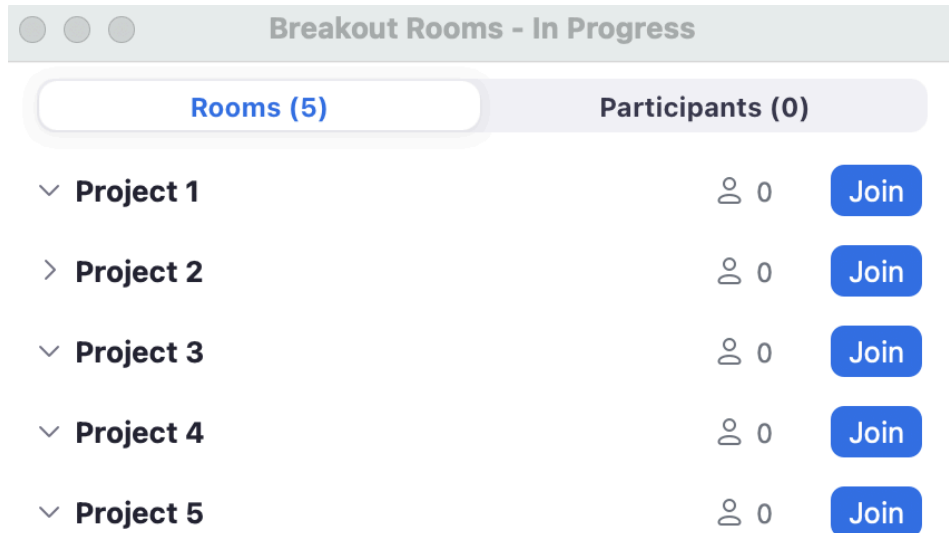 Breakout Rooms - In Progress
Rooms (5) Participants (0)
Project 1 0 Join
Project 2 0 Join
Project 3 0 Join
Project 4 0 Join
Project 5 0 Join